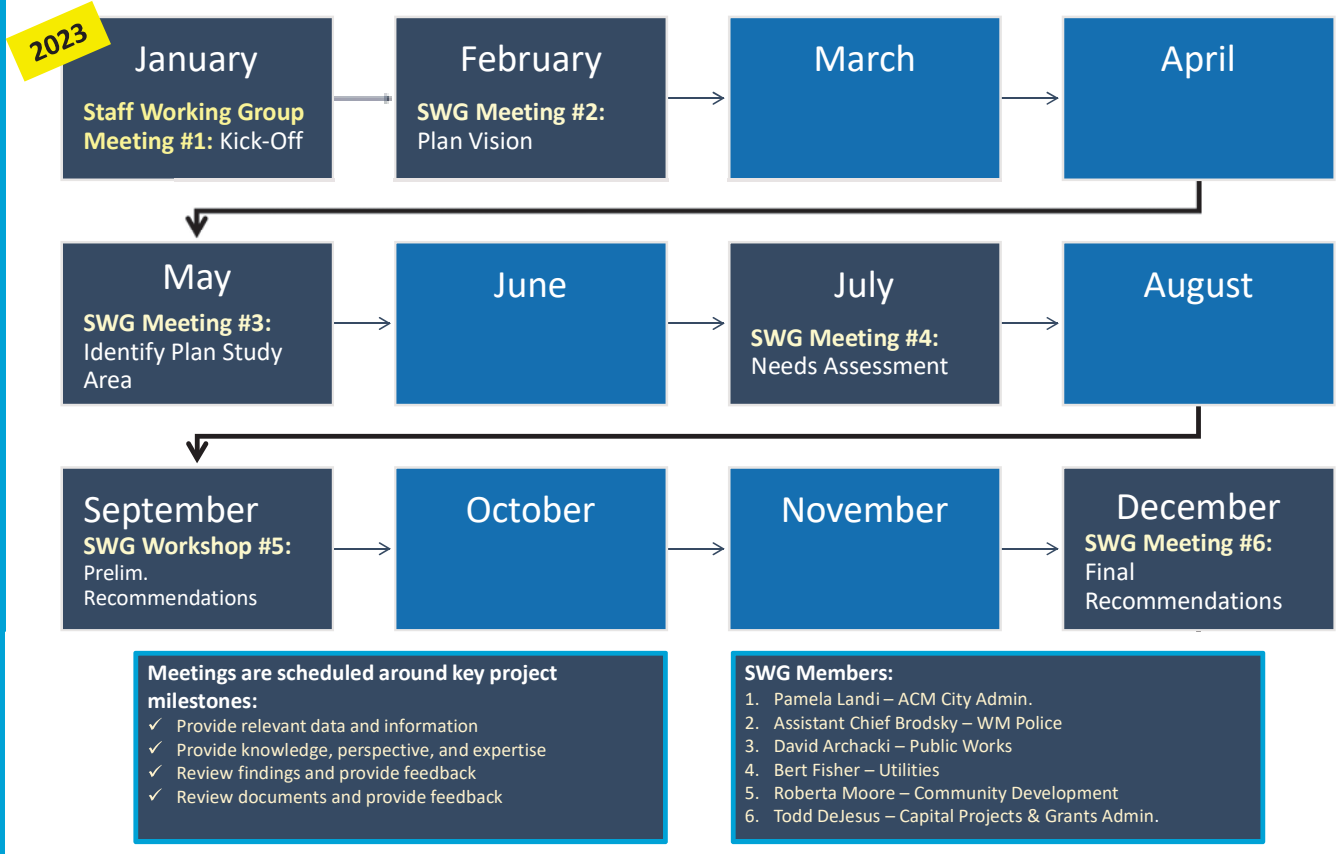 2023
January
Staff Working Group
Meeting #1: Kick-Off
February
SWG Meeting #2:
Plan Vision
March
April
May
SWG Meeting #3:
Identify Plan Study
Area
June
July
SWG Meeting #4:
Needs Assessment
August
September
SWG Workshop #5:
Prelim.
Recommendations
October
November
December
SWG Meeting #6:
Final
Recommendations
Meetings are scheduled around key project
milestones:
✓ Provide relevant data and information
✓ Provide knowledge, perspective, and expertise
✓ Review findings and provide feedback
✓ Review documents and provide feedback
SWG Members:
1. Pamela Landi – ACM City Admin.
2. Assistant Chief Brodsky – WM Police
3. David Archacki – Public Works
4. Bert Fisher – Utilities
5. Roberta Moore – Community Development
6. Todd DeJesus – Capital Projects & Grants Admin.